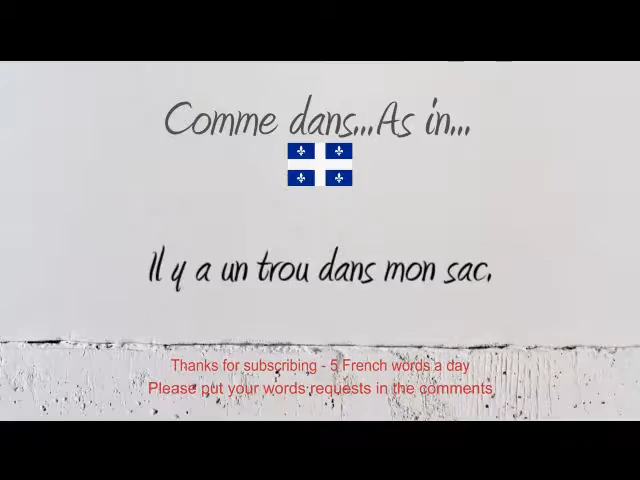 Comme dans...As in...
Il y a un trou dans mon sac.
Thanks for subscribing - 5 French words a day
Please put your words requests in the comments